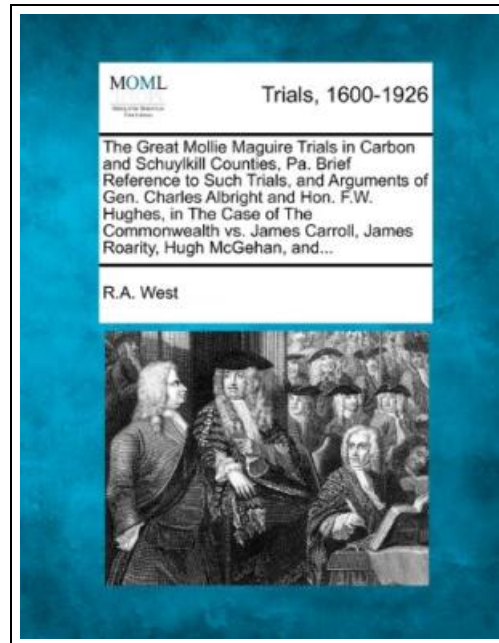 MOML
Trials, 1600-1926
The Great Mollie Maguire Trials in Carbon
and Schuylkill Counties, Pa. Brief
Reference to Such Trials, and Arguments of
Gen. Charles Albright and Hon. F.W.
Hughes, in The Case of The
Commonwealth vs. James Carroll, James
Roarity, Hugh McGehan, and...
R.A. West